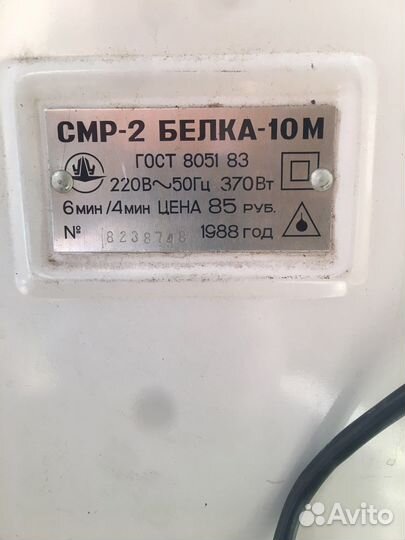 СМР-2 БЕЛКА-10М
ГОСТ 8051 83
220В~50Гц 370Вт
6мин/4мин ЦЕНА 85 РУБ.
№ 8238748 1988 год
Avito